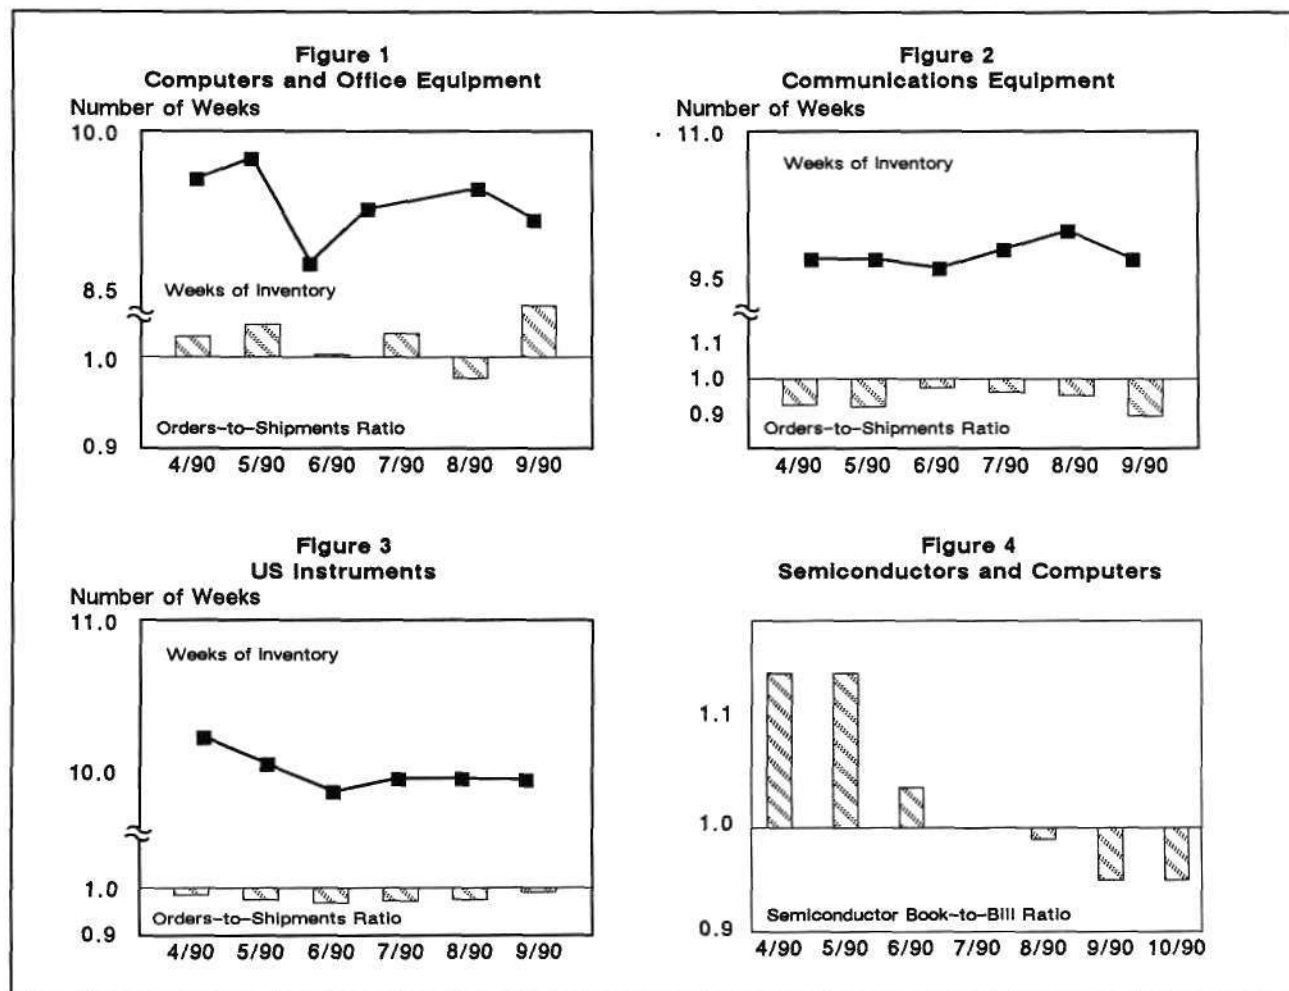 Figure 1
Computers and Office Equipment
Number of Weeks
10.0
8.5
1.0
0.9
Weeks of Inventory
Orders-to-Shipments Ratio
4/90 5/90 6/90 7/90 8/90 9/90
Figure 2
Communications Equipment
Number of Weeks
11.0
9.5
1.1
1.0
0.9
Weeks of Inventory
Orders-to-Shipments Ratio
4/90 5/90 6/90 7/90 8/90 9/90
Figure 3
US Instruments
Number of Weeks
11.0
10.0
1.0
0.9
Weeks of Inventory
Orders-to-Shipments Ratio
4/90 5/90 6/90 7/90 8/90 9/90
Figure 4
Semiconductors and Computers
1.1
1.0
0.9
Semiconductor Book-to-Bill Ratio
4/90 5/90 6/90 7/90 8/90 9/90 10/90